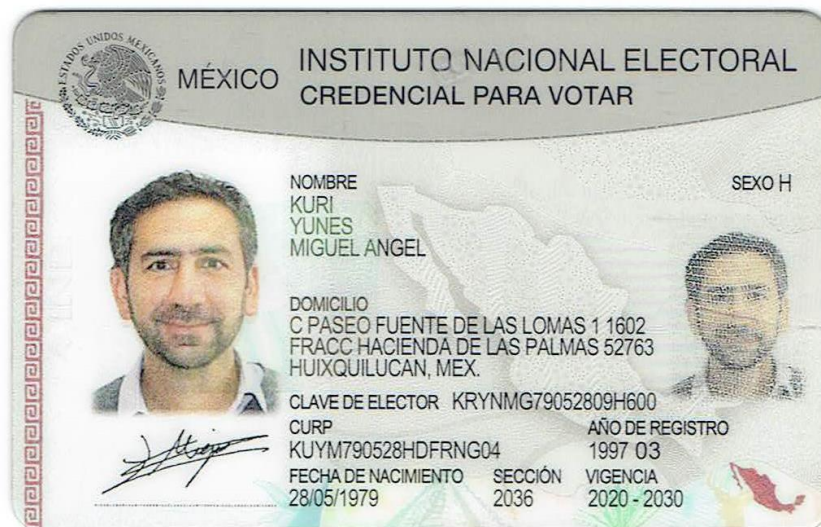 ESTADOS UNIDOS MEXICANOS
MÉXICO
INSTITUTO NACIONAL ELECTORAL
CREDENCIAL PARA VOTAR
NOMBRE
KURI
YUNES
MIGUEL ANGEL
SEXO H
DOMICILIO
C PASEO FUENTE DE LAS LOMAS 1 1602
FRACC HACIENDA DE LAS PALMAS 52763
HUIXQUILUCAN, MEX.
CLAVE DE ELECTOR KRYNMG79052809H600
CURP
KUYM790528HDFRNG04
AÑO DE REGISTRO
1997 03
FECHA DE NACIMIENTO
28/05/1979
SECCIÓN
2036
VIGENCIA
2020 - 2030